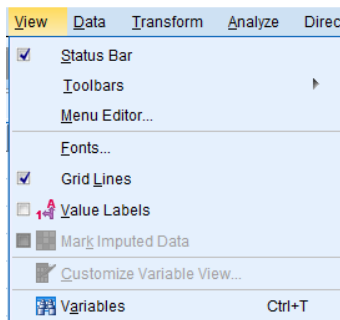 View Data Transform Analyze Direc
Status Bar
Toolbars
Menu Editor...
Fonts...
Grid Lines
Value Labels
Mark Imputed Data
Customize Variable View...
Variables Ctrl+T